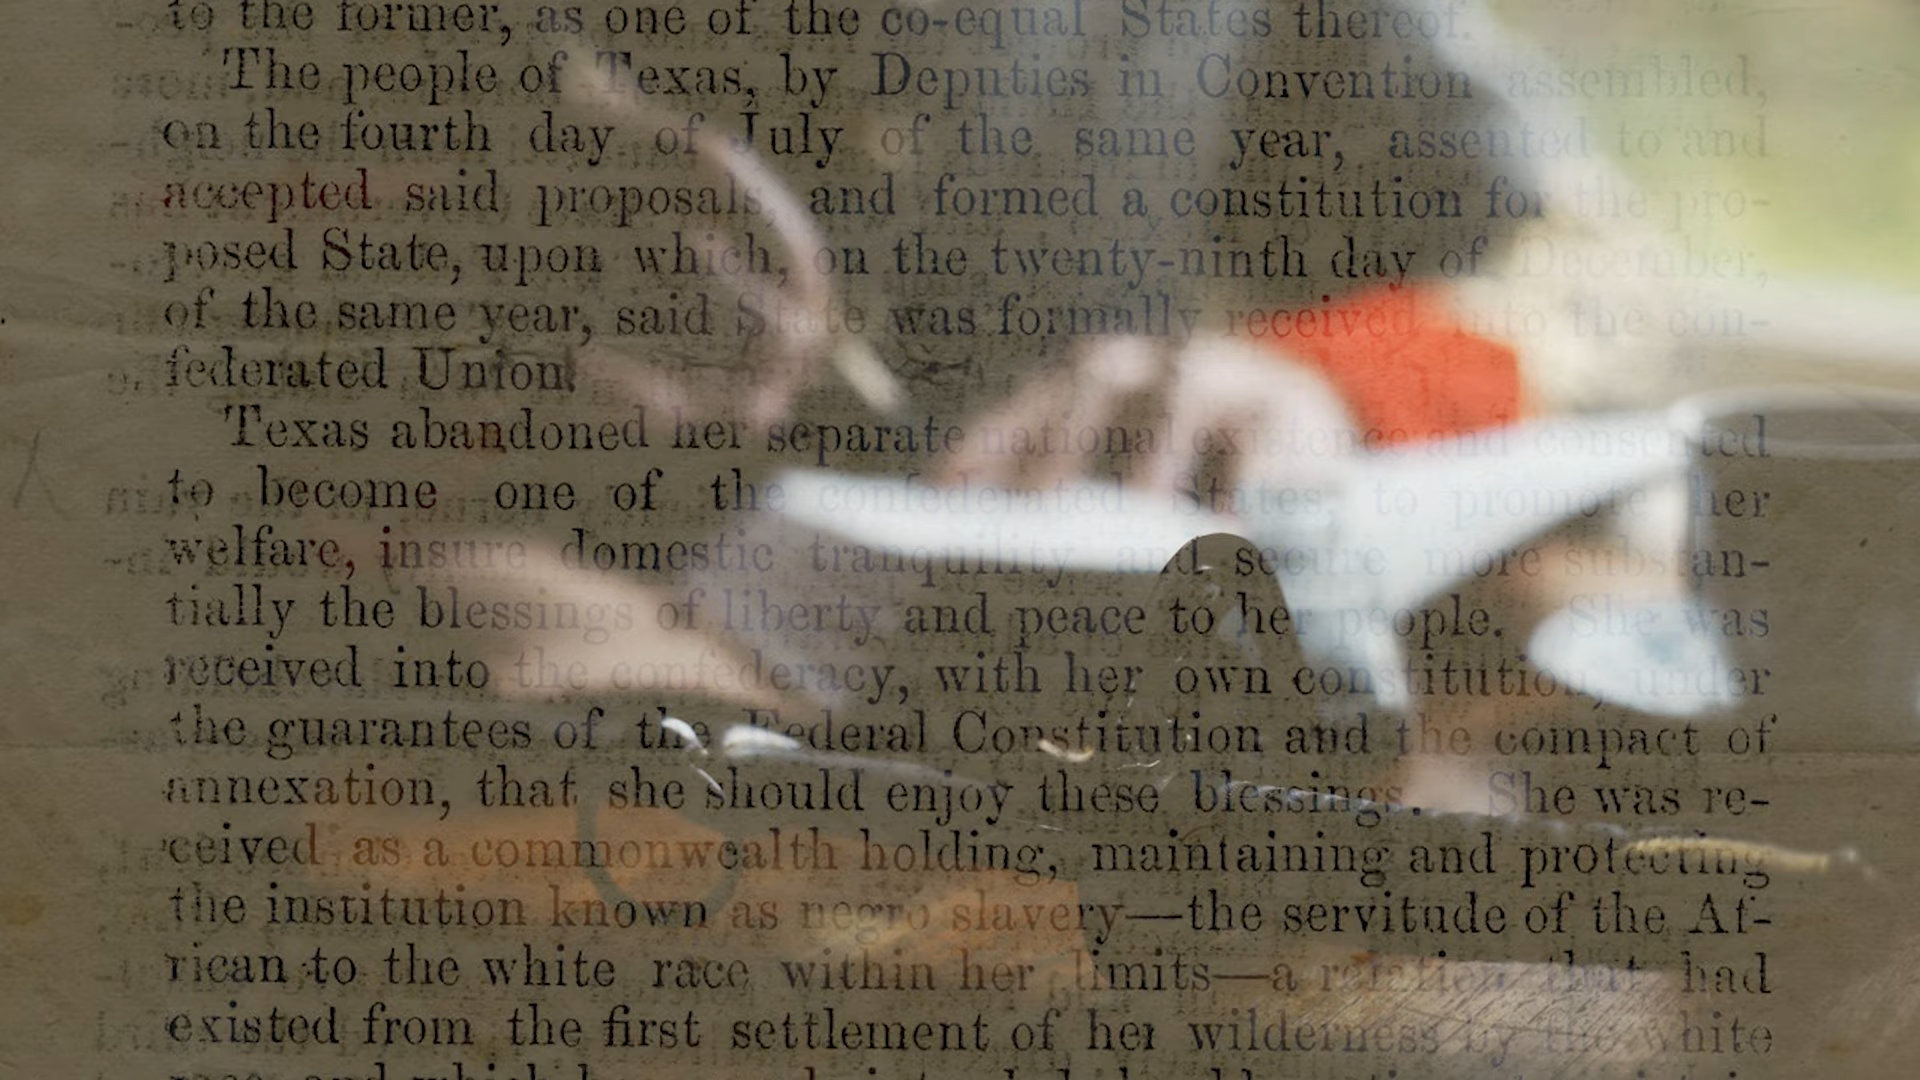 to the former, as one of the co-equal States thereof.
The people of Texas, by Deputies in Convention assembled,
on the fourth day of July of the same year, assented to and
accepted said proposals, and formed a constitution for the pro-
posed State, upon which, on the twenty-ninth day of December,
of the same year, said State was formally received into the con-
federated Union.
Texas abandoned her separate national existence and consented
to become one of the confederated States, to promote her
welfare, insure domestic tranquility and secure more substan-
tially the blessings of liberty and peace to her people. She was
received into the confederacy, with her own constitution, under
the guarantees of the Federal Constitution and the compact of
annexation, that she should enjoy these blessings. She was re-
ceived as a commonwealth holding, maintaining and protecting
the institution known as negro slavery—the servitude of the Af-
rican to the white race within her limits—a relation that had
existed from the first settlement of her wilderness by the white